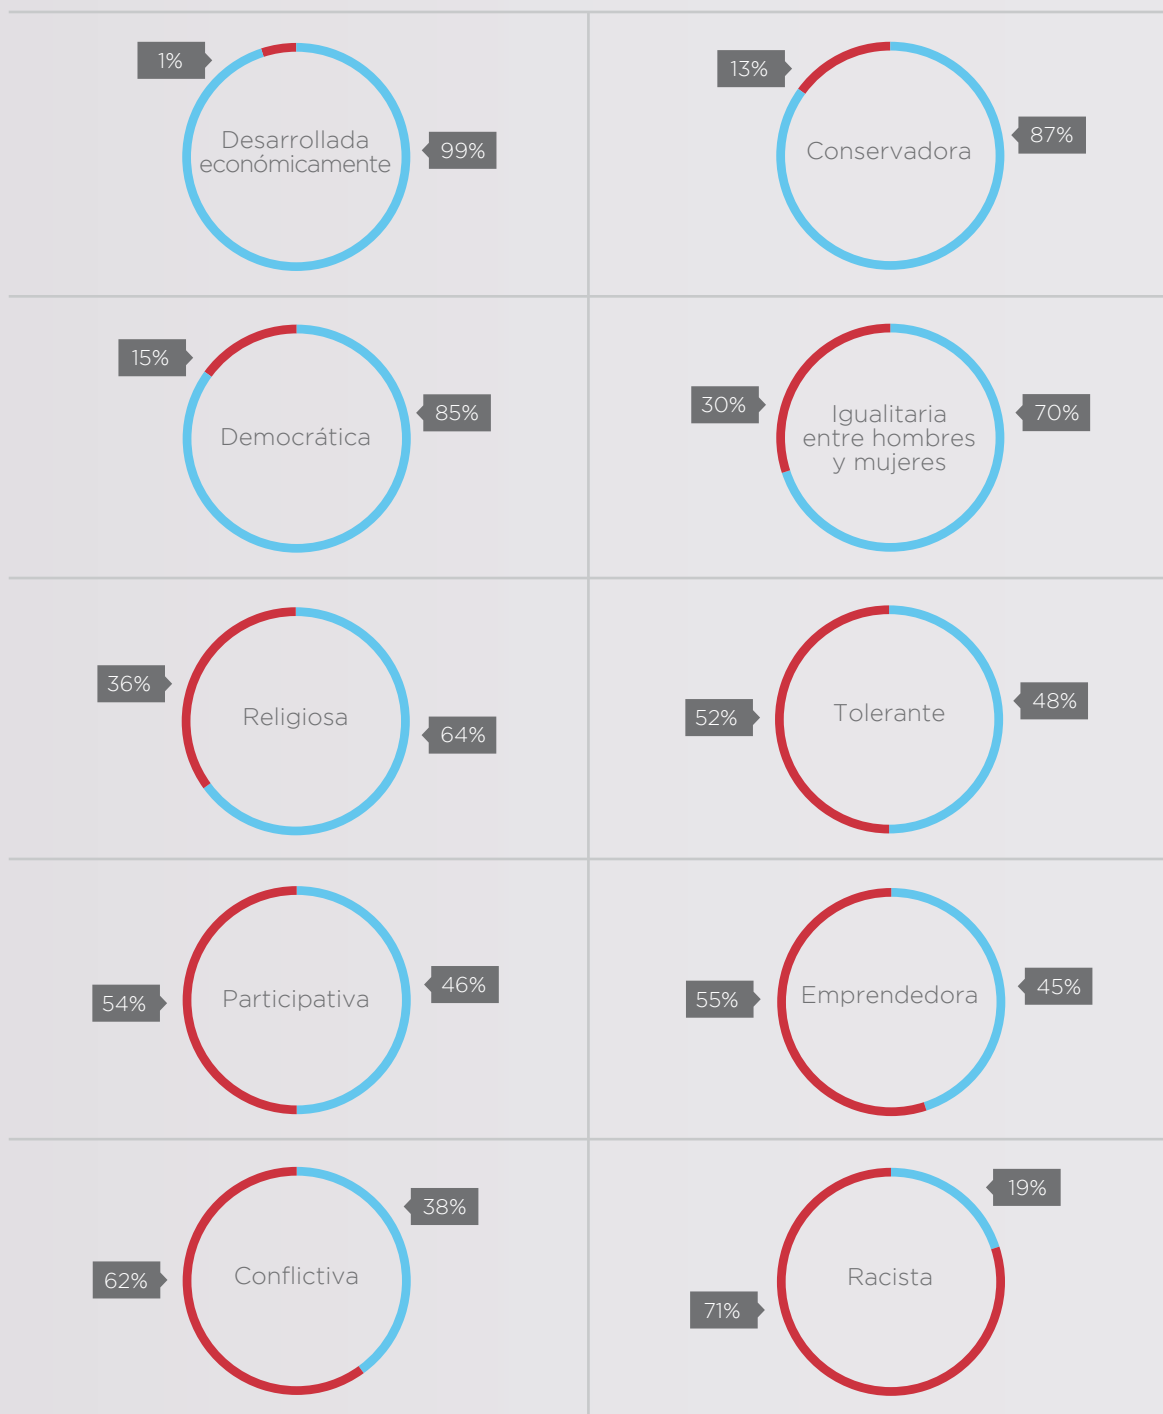 1%
Desarrollada
económicamente
99%
13%
Conservadora
87%
15%
Democrática
85%
30%
Igualitaria
entre hombres
y mujeres
70%
36%
Religiosa
64%
52%
Tolerante
48%
54%
Participativa
46%
55%
Emprendedora
45%
38%
Conflictiva
62%
19%
Racista
71%